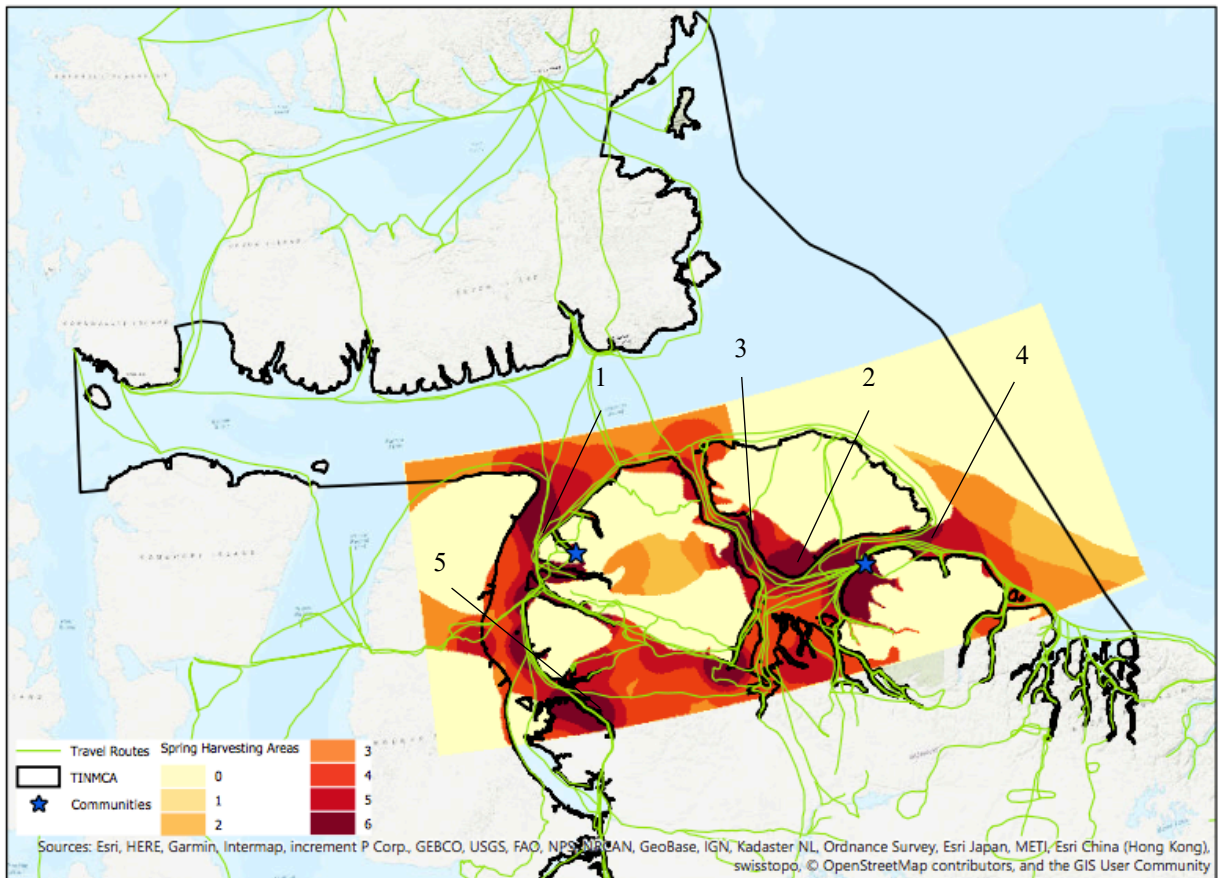 3
4
2
1
5
Travel Routes
TINMCA
Communities
Spring Harvesting Areas
0
1
2
3
4
5
6
Sources: Esri, HERE, Garmin, Intermap, increment P Corp., GEBCO, USGS, FAO, NPS, NRCAN, GeoBase, IGN, Kadaster NL, Ordnance Survey, Esri Japan, METI, Esri China (Hong Kong),
swisstopo, © OpenStreetMap contributors, and the GIS User Community